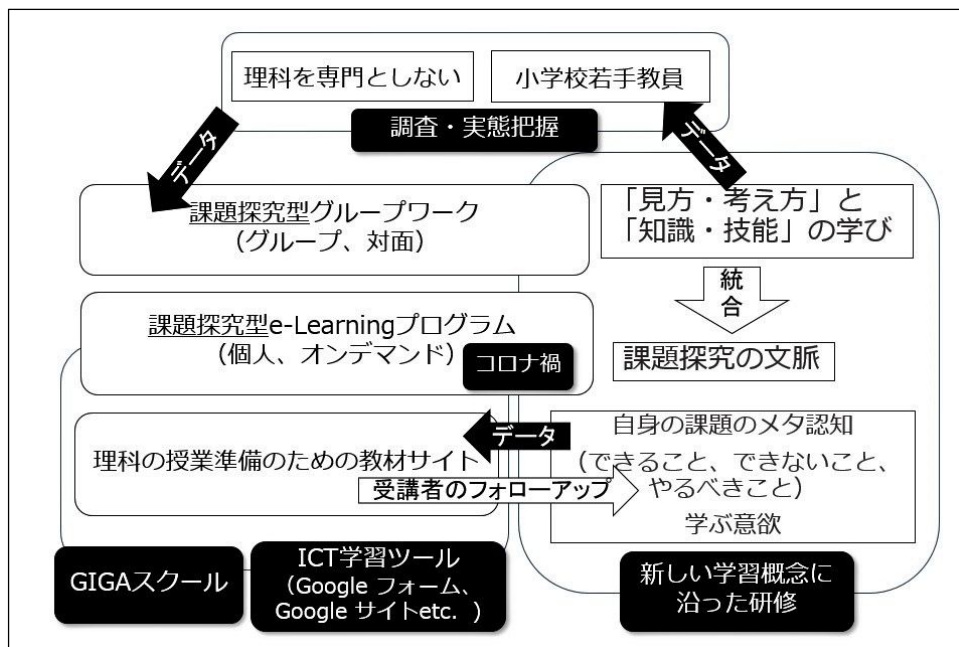 理科を専門としない
小学校若手教員
調査・実態把握
データ
データ
課題探究型グループワーク
(グループ、対面)
「見方・考え方」と
「知識・技能」の学び
統
合
課題探究型e-Learningプログラム
(個人、オンデマンド)
コロナ禍
課題探究の文脈
データ
理科の授業準備のための教材サイト
受講者のフォローアップ
自身の課題のメタ認知
(できること、できないこと、
やるべきこと)
学ぶ意欲
GIGAスクール
ICT学習ツール
(Google フォーム、
Google サイトetc. )
新しい学習概念に
沿った研修